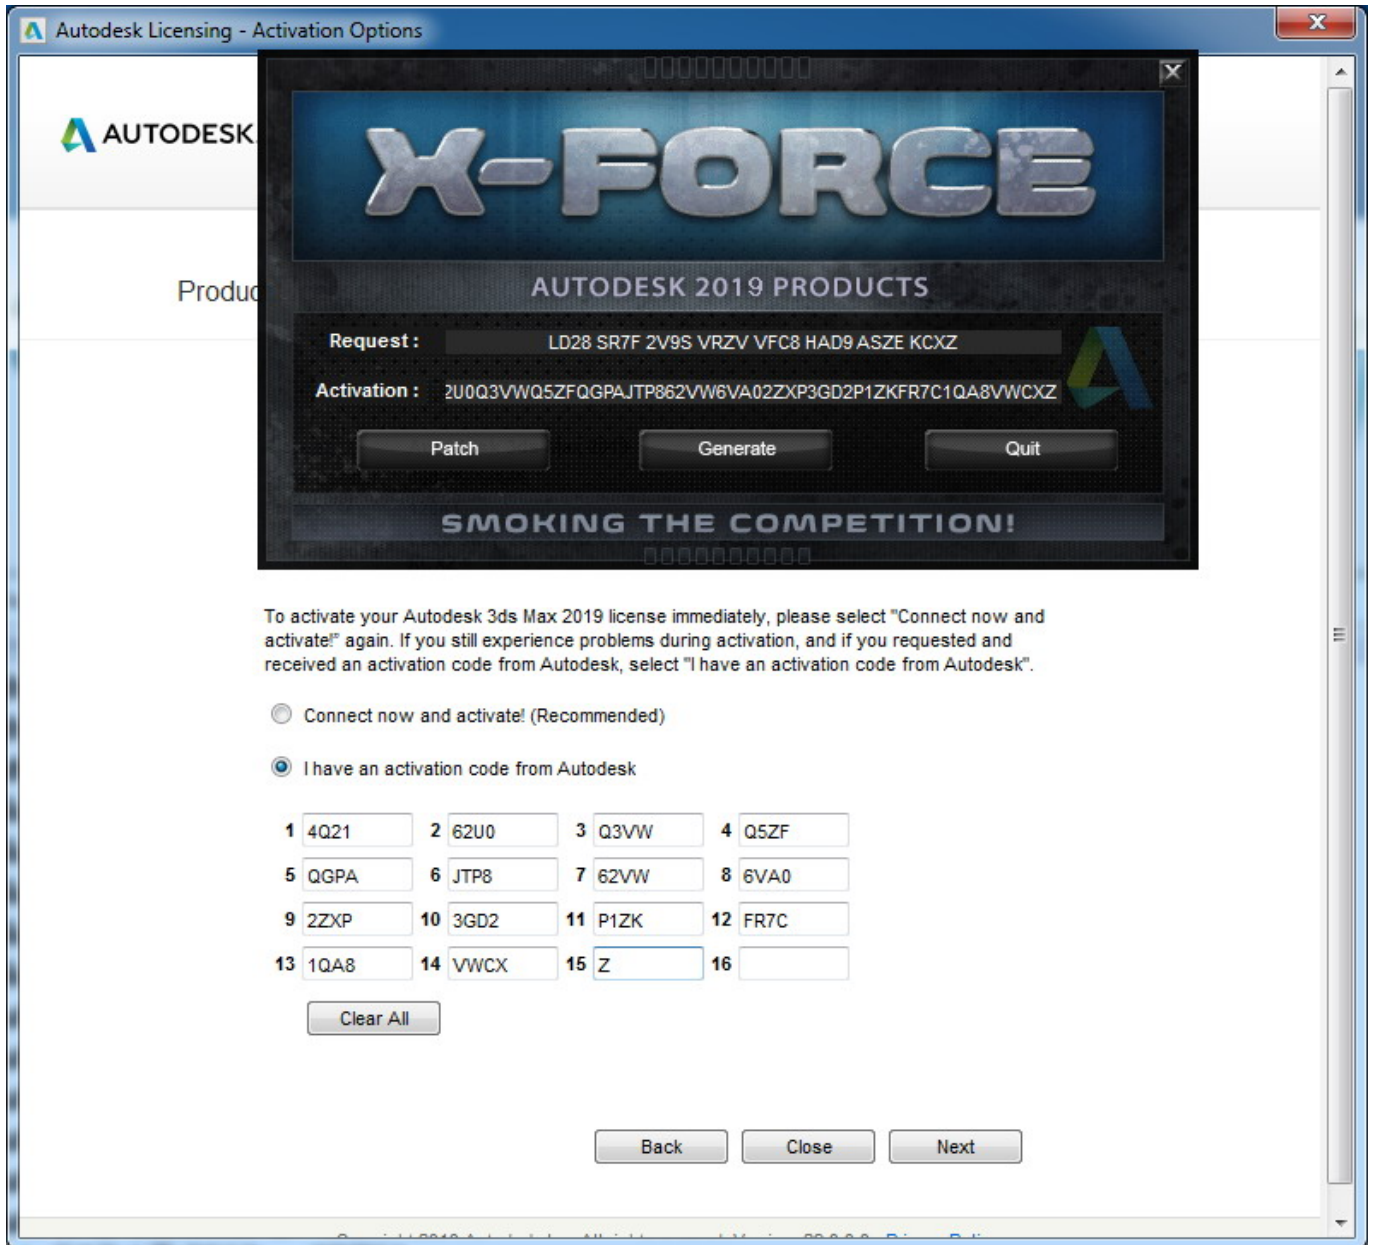 Autodesk Licensing - Activation Options
AUTODESK
X-FORCE
Produc
AUTODESK 2019 PRODUCTS
Request : LD28 SR7F 2V9S VRZV VFC8 HAD9 ASZE KCXZ
Activation : 2U0Q3VWQ5ZFQGPAJTP862VW6VA02ZXP3GD2P1ZKFR7C1QA8VWCXZ
Patch Generate Quit
SMOKING THE COMPETITION!
To activate your Autodesk 3ds Max 2019 license immediately, please select "Connect now and
activate!" again. If you still experience problems during activation, and if you requested and
received an activation code from Autodesk, select "I have an activation code from Autodesk".
Connect now and activate! (Recommended)
I have an activation code from Autodesk
1 4Q21 2 62U0 3 Q3VW 4 Q5ZF
5 QGPA 6 JTP8 7 62VW 8 6VA0
9 2ZXP 10 3GD2 11 P1ZK 12 FR7C
13 1QA8 14 VWCX 15 Z 16
Clear All
Back Close Next